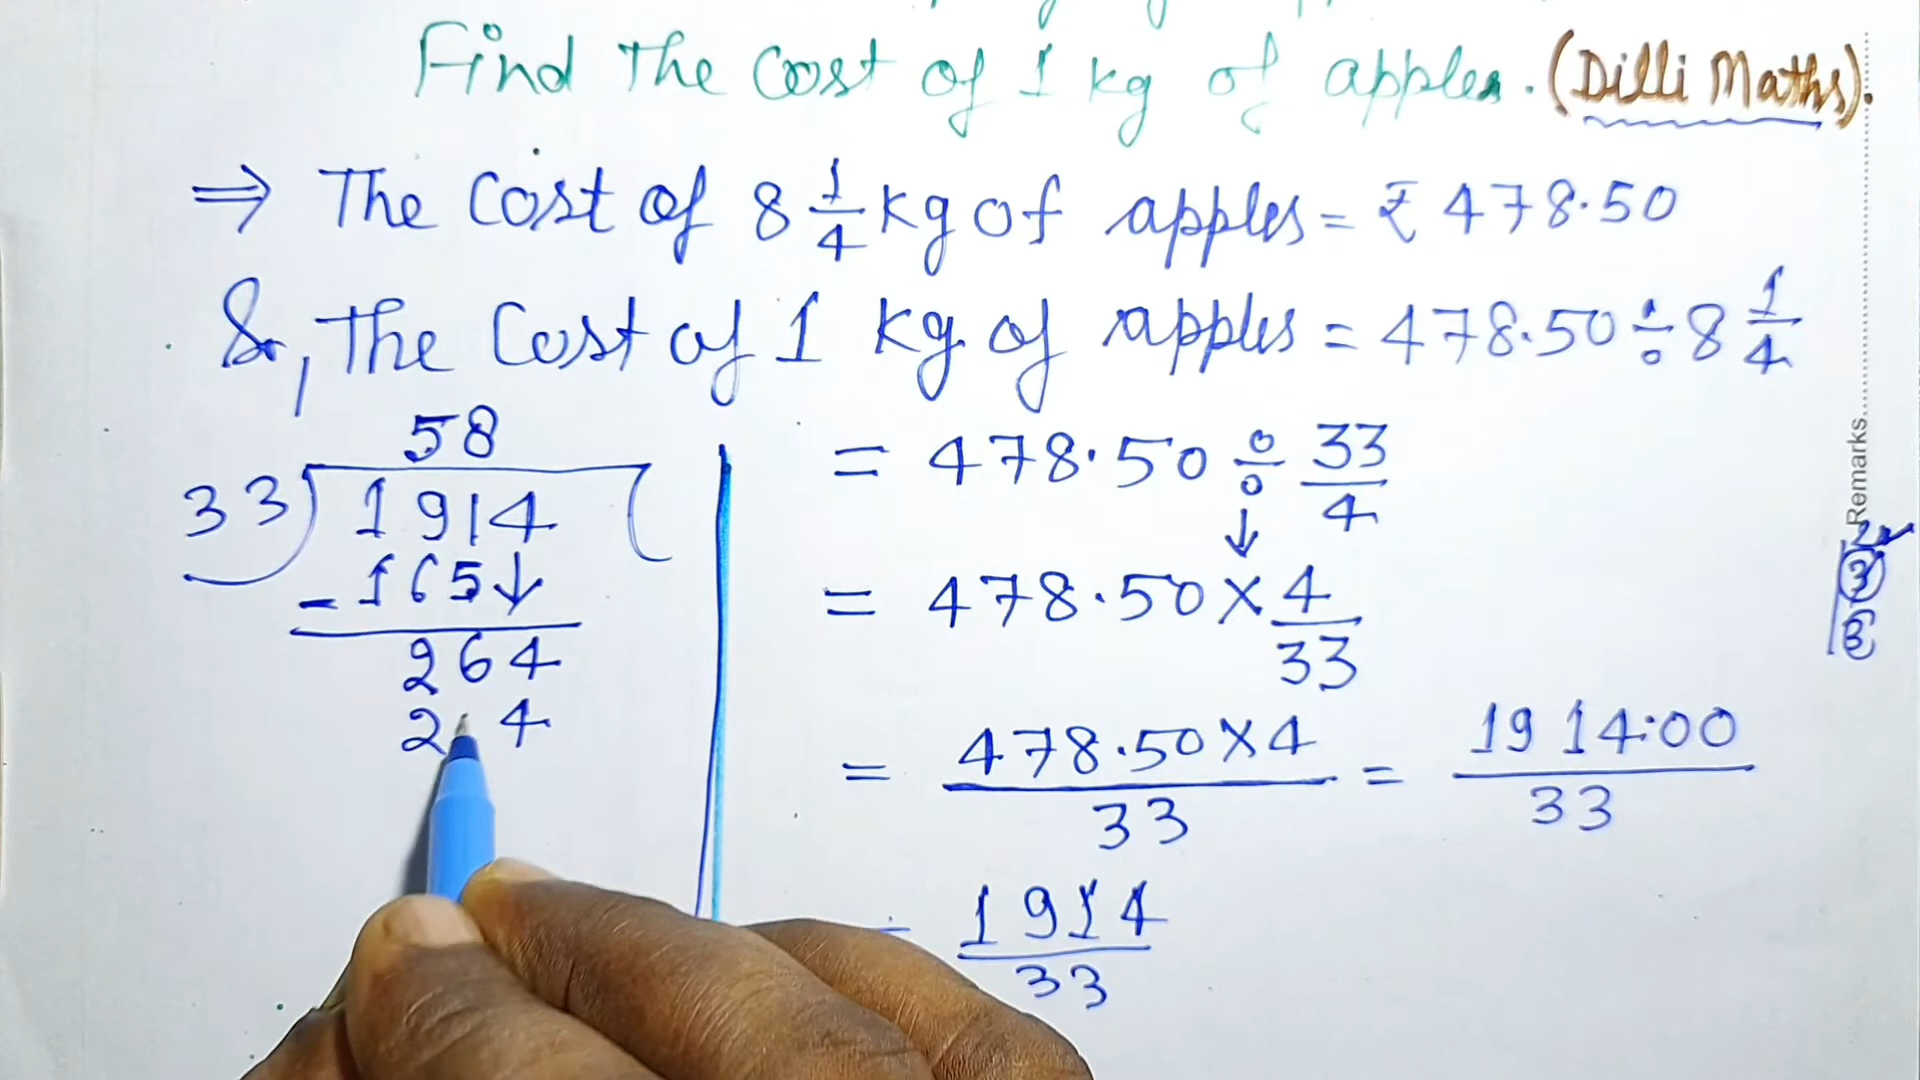 Find The Cost of 1 kg of apples. (Dilli Maths).
⇒ The Cost of 8 1/4 kg of apples = ₹ 478.50
So, The Cost of 1 kg of apples = 478.50 ÷ 8 1/4
58
33) 1914 (
- 165↓
264
2 4
= 478.50 ÷ 33/4
↓
= 478.50 × 4/33
= 478.50×4/33 = 1914.00/33
= 1914/33
Remarks